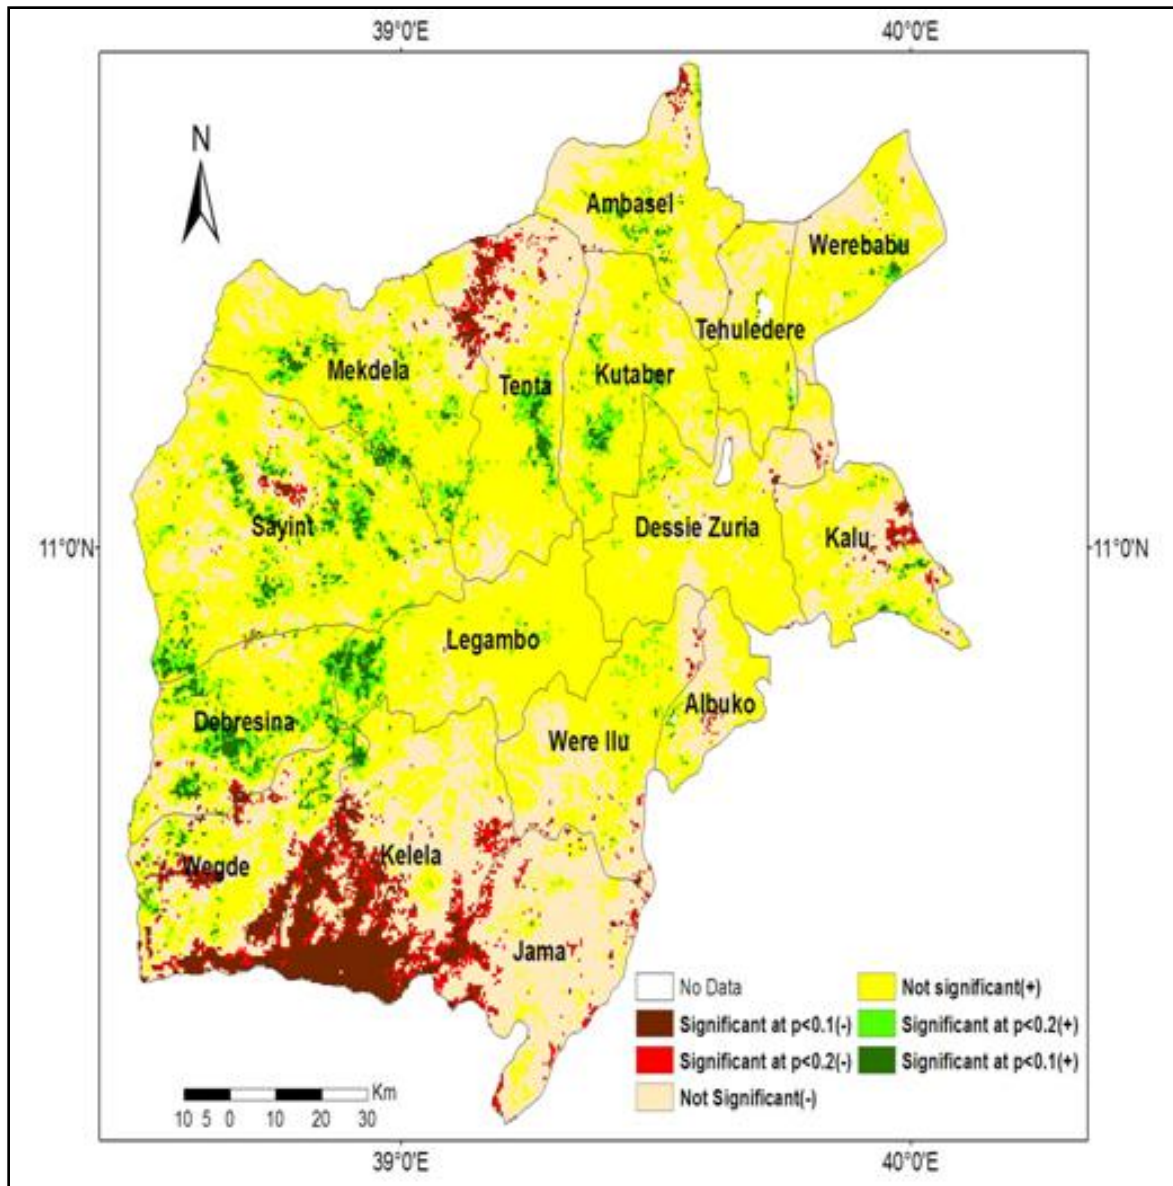 39°0'E 40°0'E
N
Ambasel
Werebabu
Tehuledere
Mekdela
Tenta
Kutaber
Sayint
Dessie Zuria
Kalu
11°0'N 11°0'N
Legambo
Albuko
Debresina
Were Ilu
Wegde
Kelela
Jama
No Data
Not significant(+)
Significant at p<0.1(-)
Significant at p<0.2(+)
Significant at p<0.2(-)
Significant at p<0.1(+)
Not Significant(-)
Km
10 5 0 10 20 30
39°0'E 40°0'E